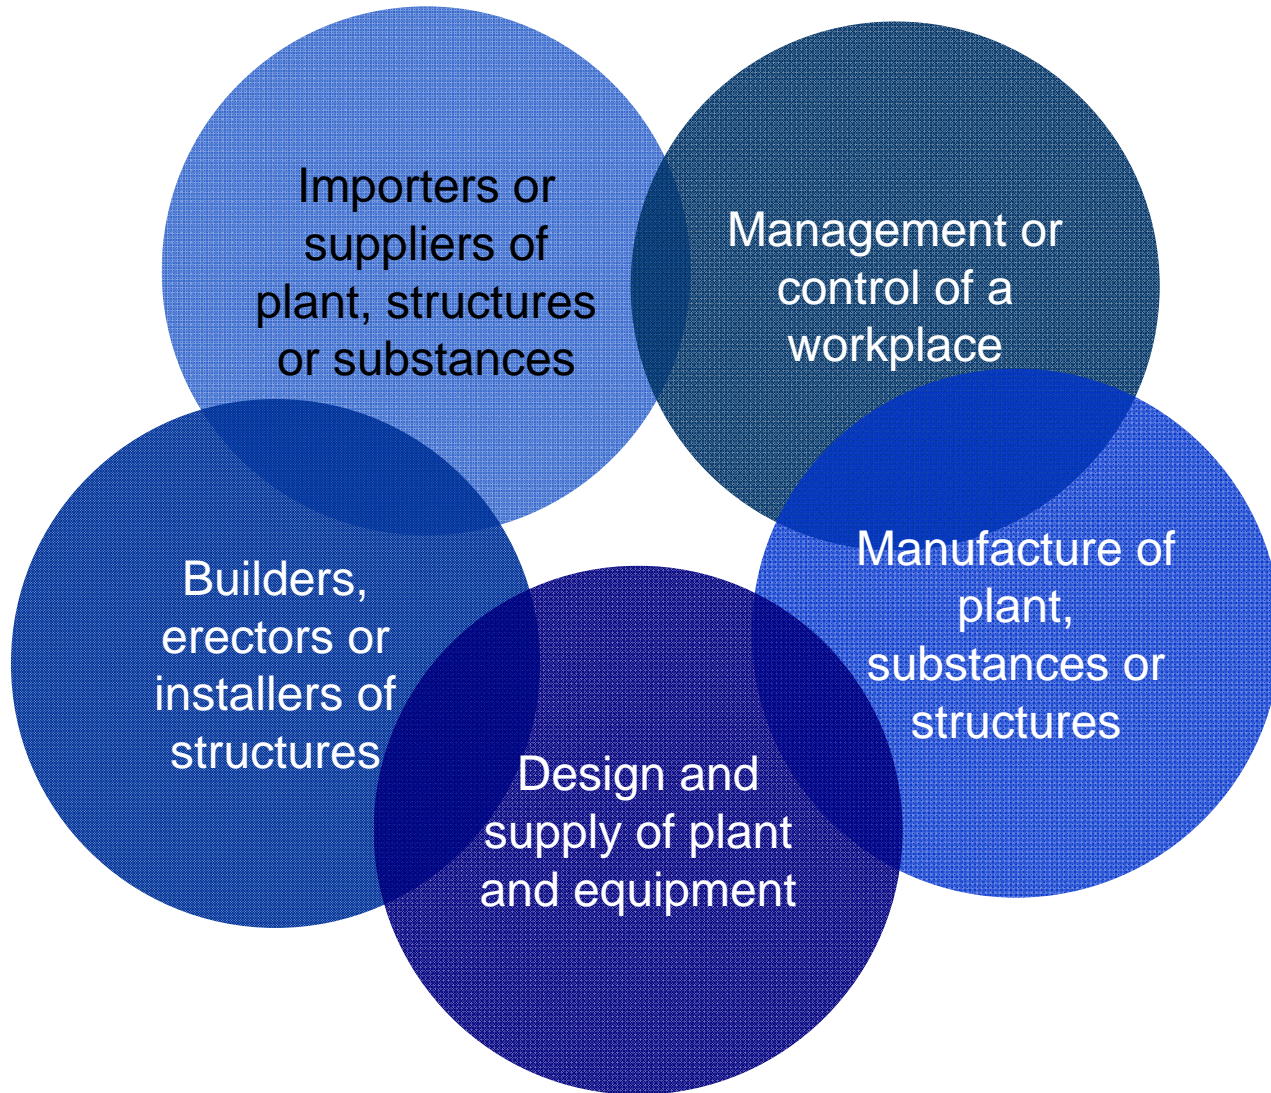 Importers or
suppliers of
plant, structures
or substances
Management or
control of a
workplace
Builders,
erectors or
installers of
structures
Manufacture of
plant,
substances or
structures
Design and
supply of plant
and equipment